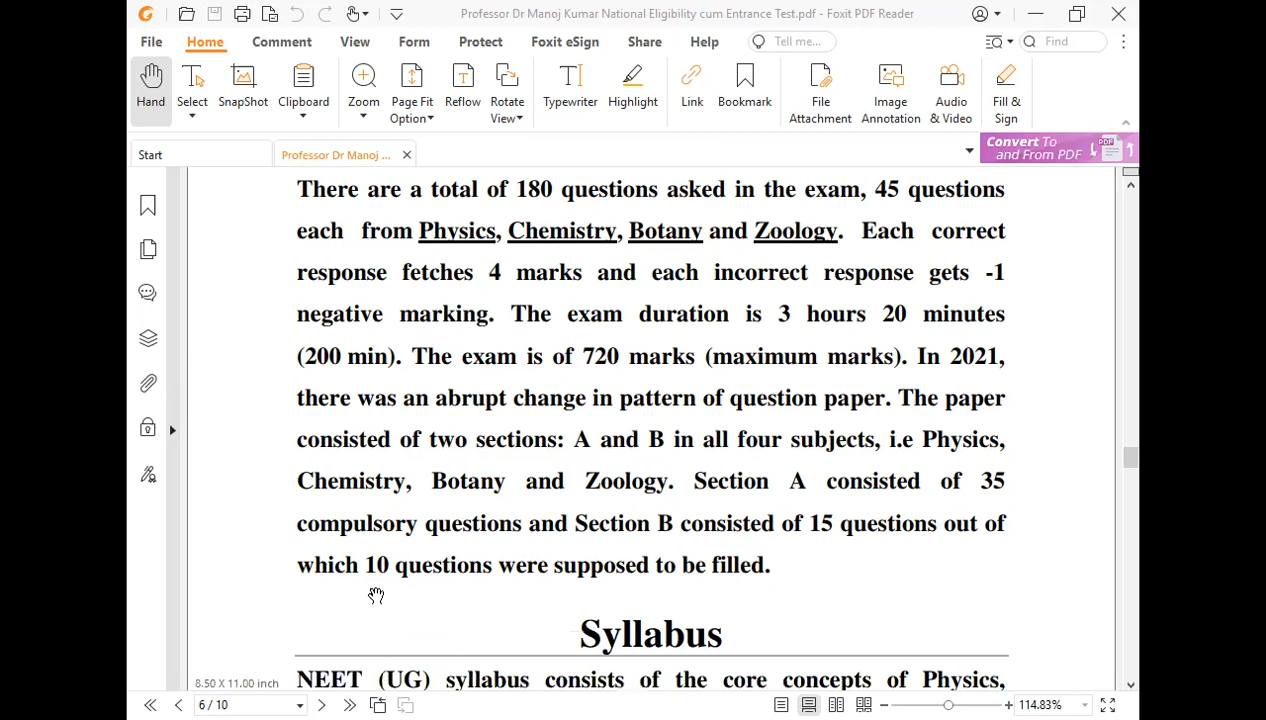 Professor Dr Manoj Kumar National Eligibility cum Entrance Test.pdf - Foxit PDF Reader
File Home Comment View Form Protect Foxit eSign Share Help Tell me... Find
Hand Select SnapShot Clipboard Zoom Page Fit Option Reflow Rotate View Typewriter Highlight Link Bookmark File Attachment Image Annotation Audio & Video Fill & Sign
Start Professor Dr Manoj ... Convert To and From PDF PDF
There are a total of 180 questions asked in the exam, 45 questions
each from Physics, Chemistry, Botany and Zoology. Each correct
response fetches 4 marks and each incorrect response gets -1
negative marking. The exam duration is 3 hours 20 minutes
(200 min). The exam is of 720 marks (maximum marks). In 2021,
there was an abrupt change in pattern of question paper. The paper
consisted of two sections: A and B in all four subjects, i.e Physics,
Chemistry, Botany and Zoology. Section A consisted of 35
compulsory questions and Section B consisted of 15 questions out of
which 10 questions were supposed to be filled.
Syllabus
NEET (UG) syllabus consists of the core concepts of Physics,
8.50 X 11.00 inch
6 / 10 114.83%